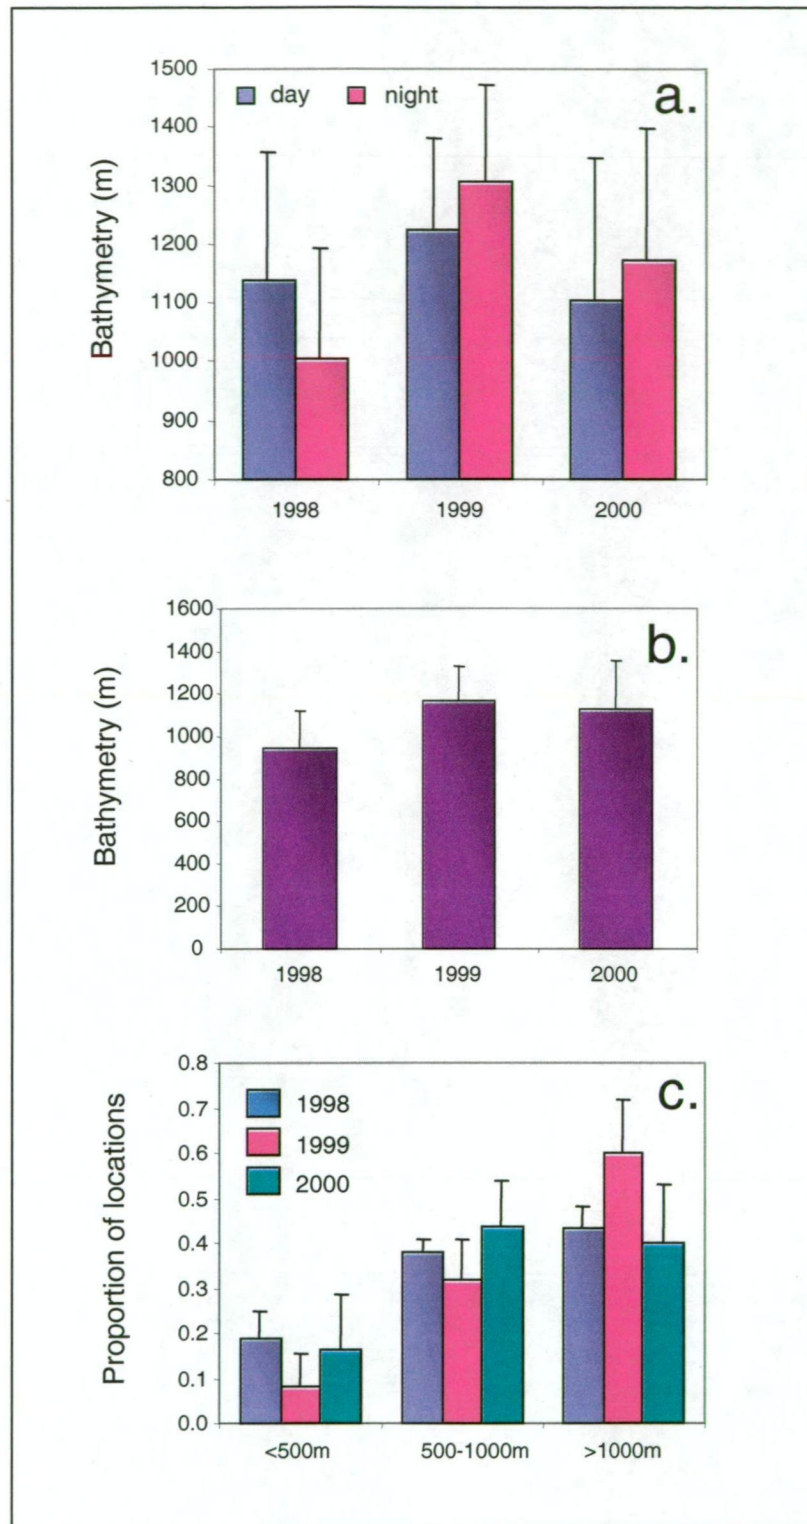 a.
day night
Bathymetry (m)
1500
1400
1300
1200
1100
1000
900
800
1998 1999 2000
b.
Bathymetry (m)
1600
1400
1200
1000
800
600
400
200
0
1998 1999 2000
c.
Proportion of locations
0.8
0.7
0.6
0.5
0.4
0.3
0.2
0.1
0.0
1998
1999
2000
<500m 500-1000m >1000m